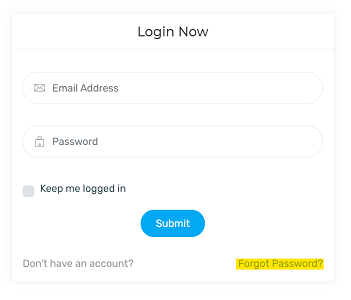 Login Now
Email Address
Password
Keep me logged in
Submit
Don't have an account? Forgot Password?